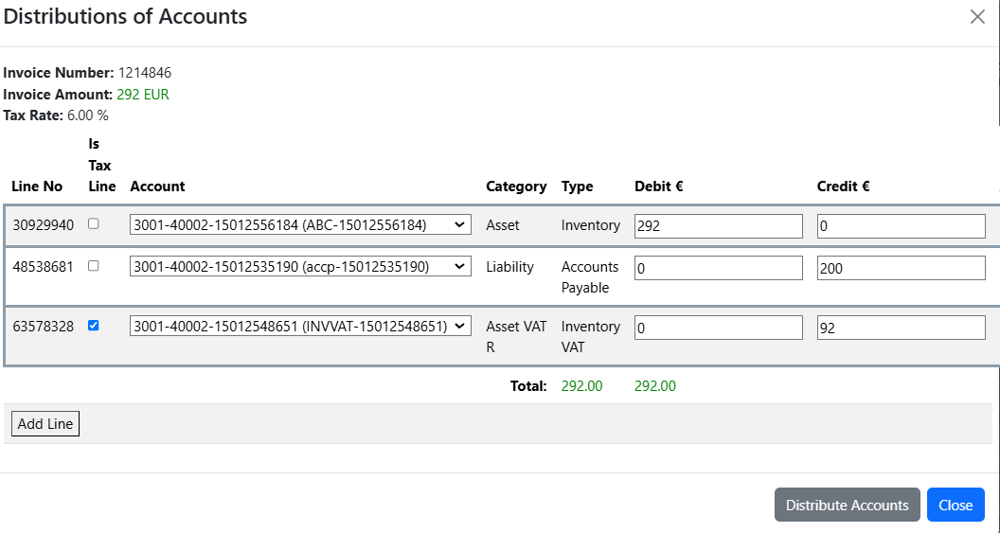 Distributions of Accounts
Invoice Number: 1214846
Invoice Amount: 292 EUR
Tax Rate: 6.00 %
Line No Is Tax Line Account Category Type Debit € Credit €
30929940 3001-40002-15012556184 (ABC-15012556184) Asset Inventory 292 0
48538681 3001-40002-15012535190 (accp-15012535190) Liability Accounts Payable 0 200
63578328 3001-40002-15012548651 (INVVAT-15012548651) Asset VAT R Inventory VAT 0 92
Total: 292.00 292.00
Add Line
Distribute Accounts Close